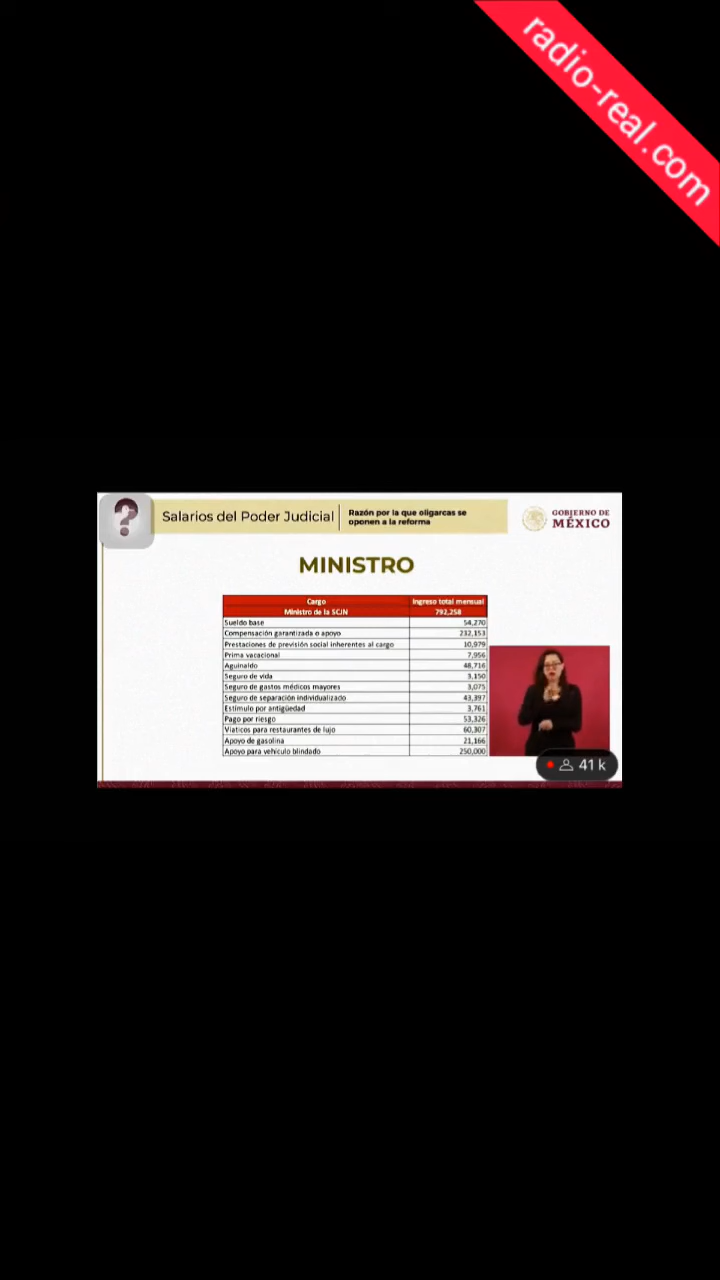 radio-real.com
?
Salarios del Poder Judicial
Razón por la que oligarcas se
oponen a la reforma
GOBIERNO DE
MÉXICO
MINISTRO
Cargo Ingreso total mensual
Ministro de la SCJN 792,258
Sueldo base 54,270
Compensación garantizada o apoyo 232,153
Prestaciones de previsión social inherentes al cargo 10,979
Prima vacacional 7,956
Aguinaldo 48,716
Seguro de vida 3,150
Seguro de gastos médicos mayores 3,075
Seguro de separación individualizado 43,397
Estímulo por antigüedad 3,761
Pago por riesgo 53,326
Viaticos para restaurantes de lujo 60,307
Apoyo de gasolina 21,166
Apoyo para vehículo blindado 250,000
41 k